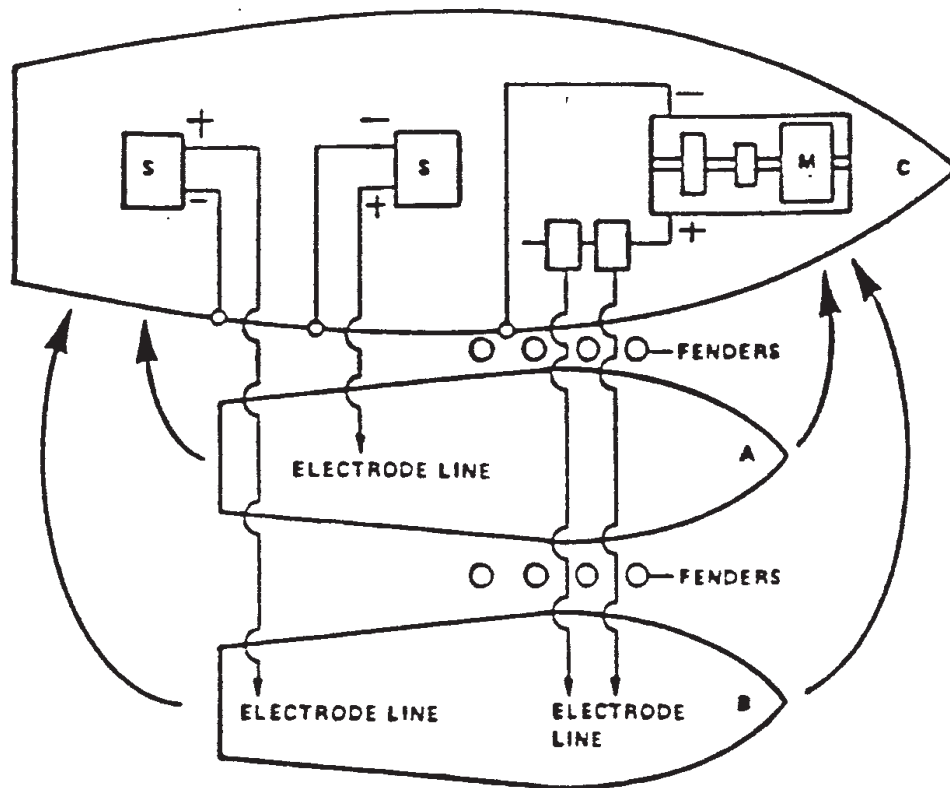 +
−
S
−
−
+
S
−
+
M
C
FENDERS
A
ELECTRODE LINE
FENDERS
B
ELECTRODE LINE
ELECTRODE
LINE